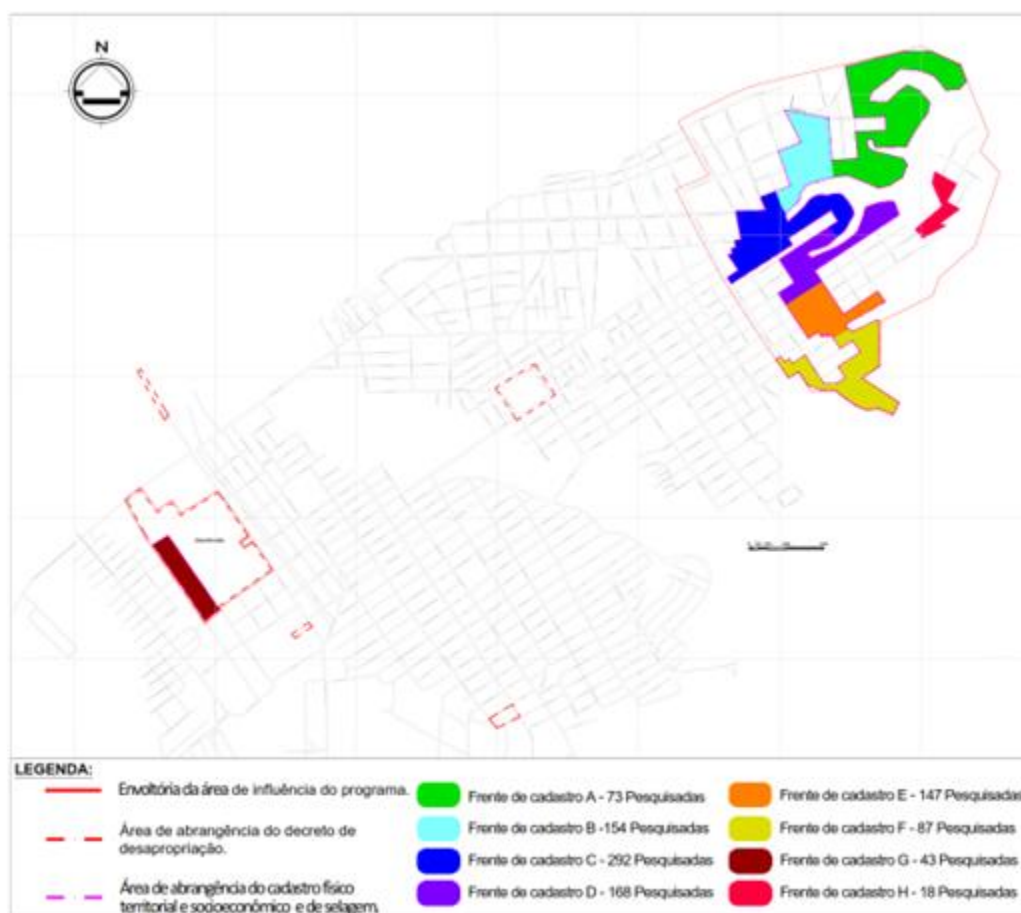 N
LEGENDA:
Envoltória da área de influência do programa.
Área de abrangência do decreto de
desapropriação.
Área de abrangência do cadastro físico
territorial e socioeconômico e de selagem.
Frente de cadastro A - 73 Pesquisadas
Frente de cadastro B -154 Pesquisadas
Frente de cadastro C - 292 Pesquisadas
Frente de cadastro D - 168 Pesquisadas
Frente de cadastro E - 147 Pesquisadas
Frente de cadastro F - 87 Pesquisadas
Frente de cadastro G - 43 Pesquisadas
Frente de cadastro H - 18 Pesquisadas